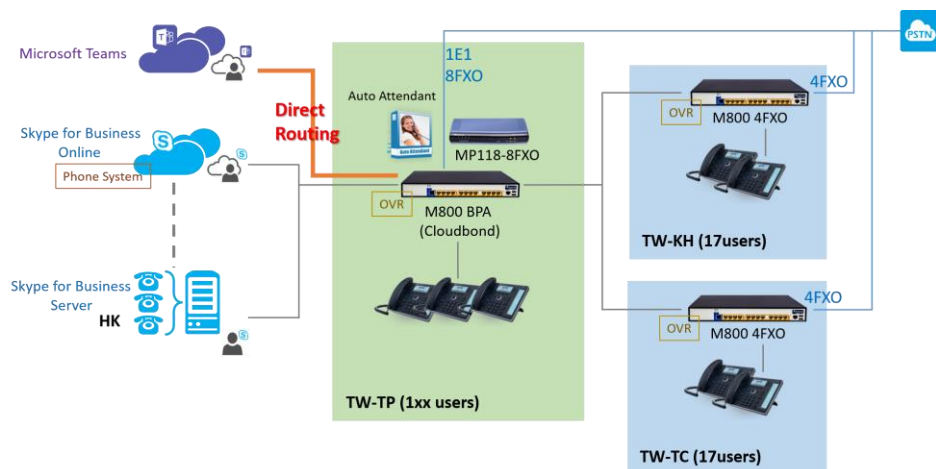 Microsoft Teams
Skype for Business
Online
Phone System
Skype for Business
Server
HK
Direct
Routing
1E1
8FXO
Auto Attendant
Auto Attendant
MP118-8FXO
OVR
M800 BPA
(Cloudbond)
TW-TP (1xx users)
PSTN
4FXO
OVR
M800 4FXO
TW-KH (17users)
4FXO
OVR
M800 4FXO
TW-TC (17users)